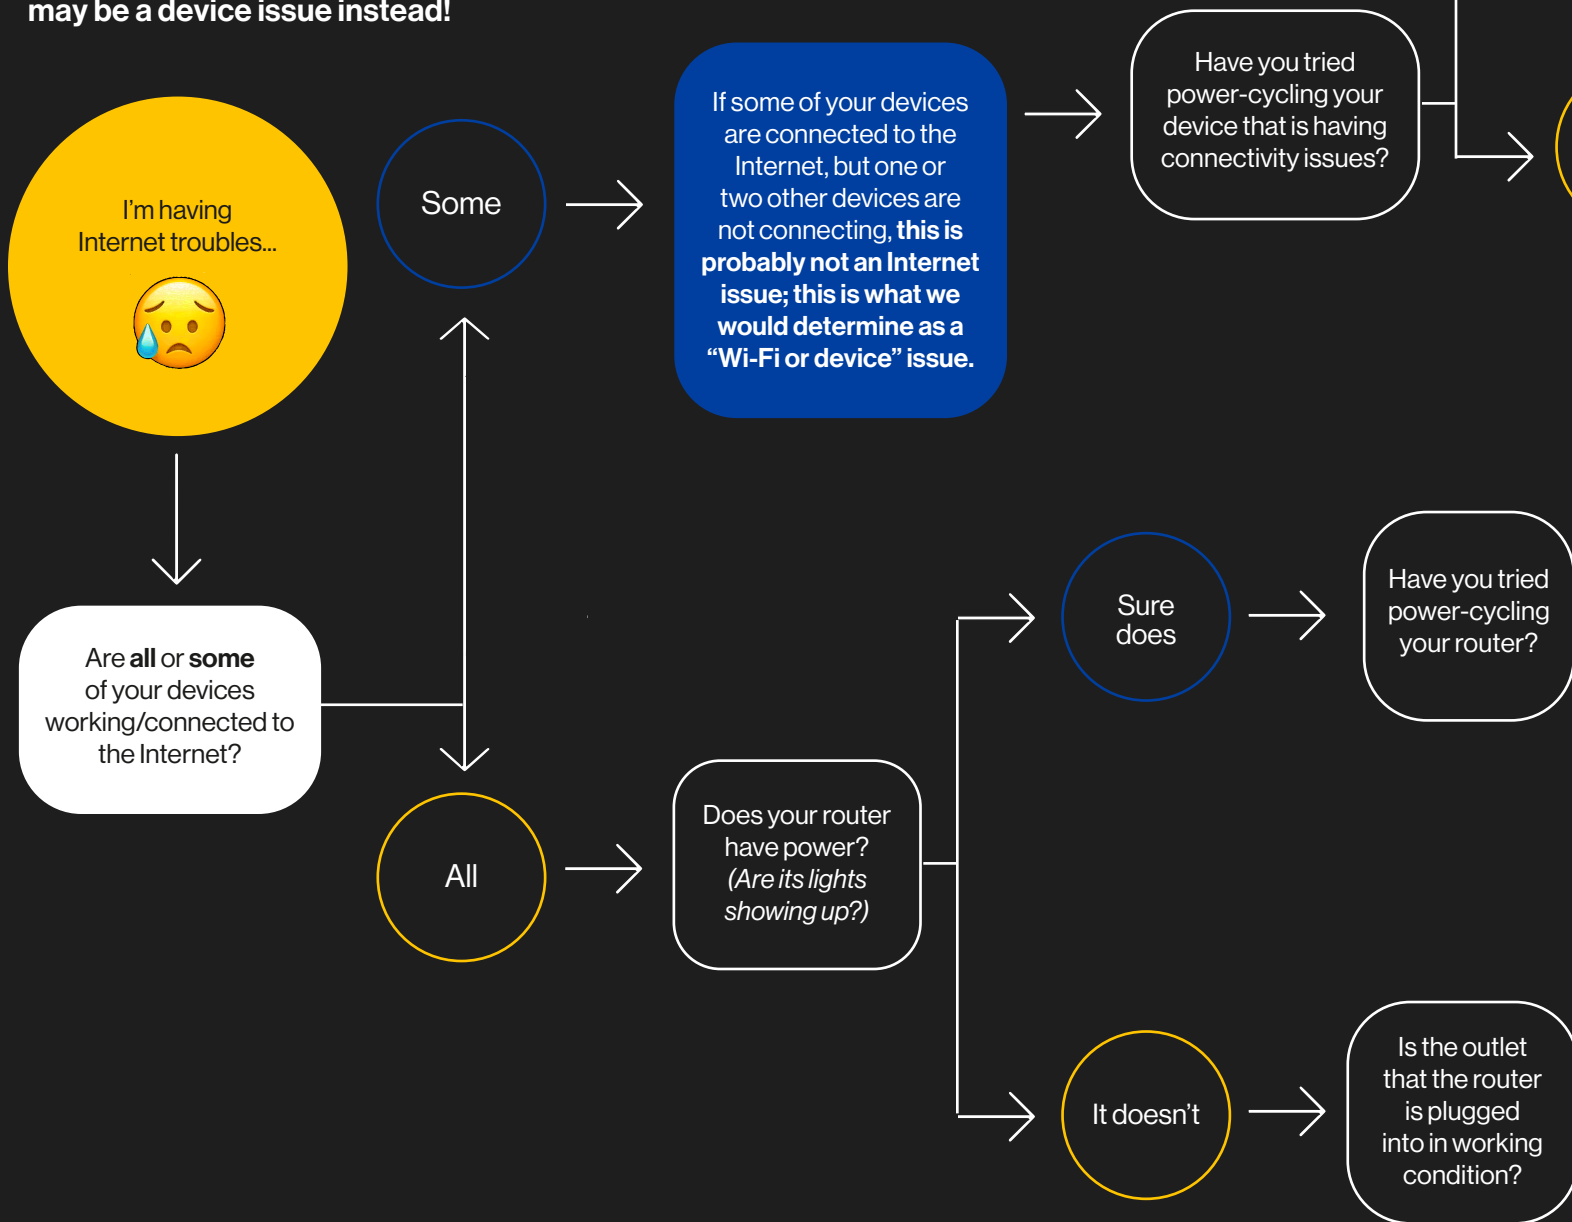 may be a device issue instead!
I'm having
Internet troubles...
Some
If some of your devices
are connected to the
Internet, but one or
two other devices are
not connecting, this is
probably not an Internet
issue; this is what we
would determine as a
“Wi-Fi or device” issue.
Have you tried
power-cycling your
device that is having
connectivity issues?
Are all or some
of your devices
working/connected to
the Internet?
All
Does your router
have power?
(Are its lights
showing up?)
Sure
does
Have you tried
power-cycling
your router?
It doesn't
Is the outlet
that the router
is plugged
into in working
condition?